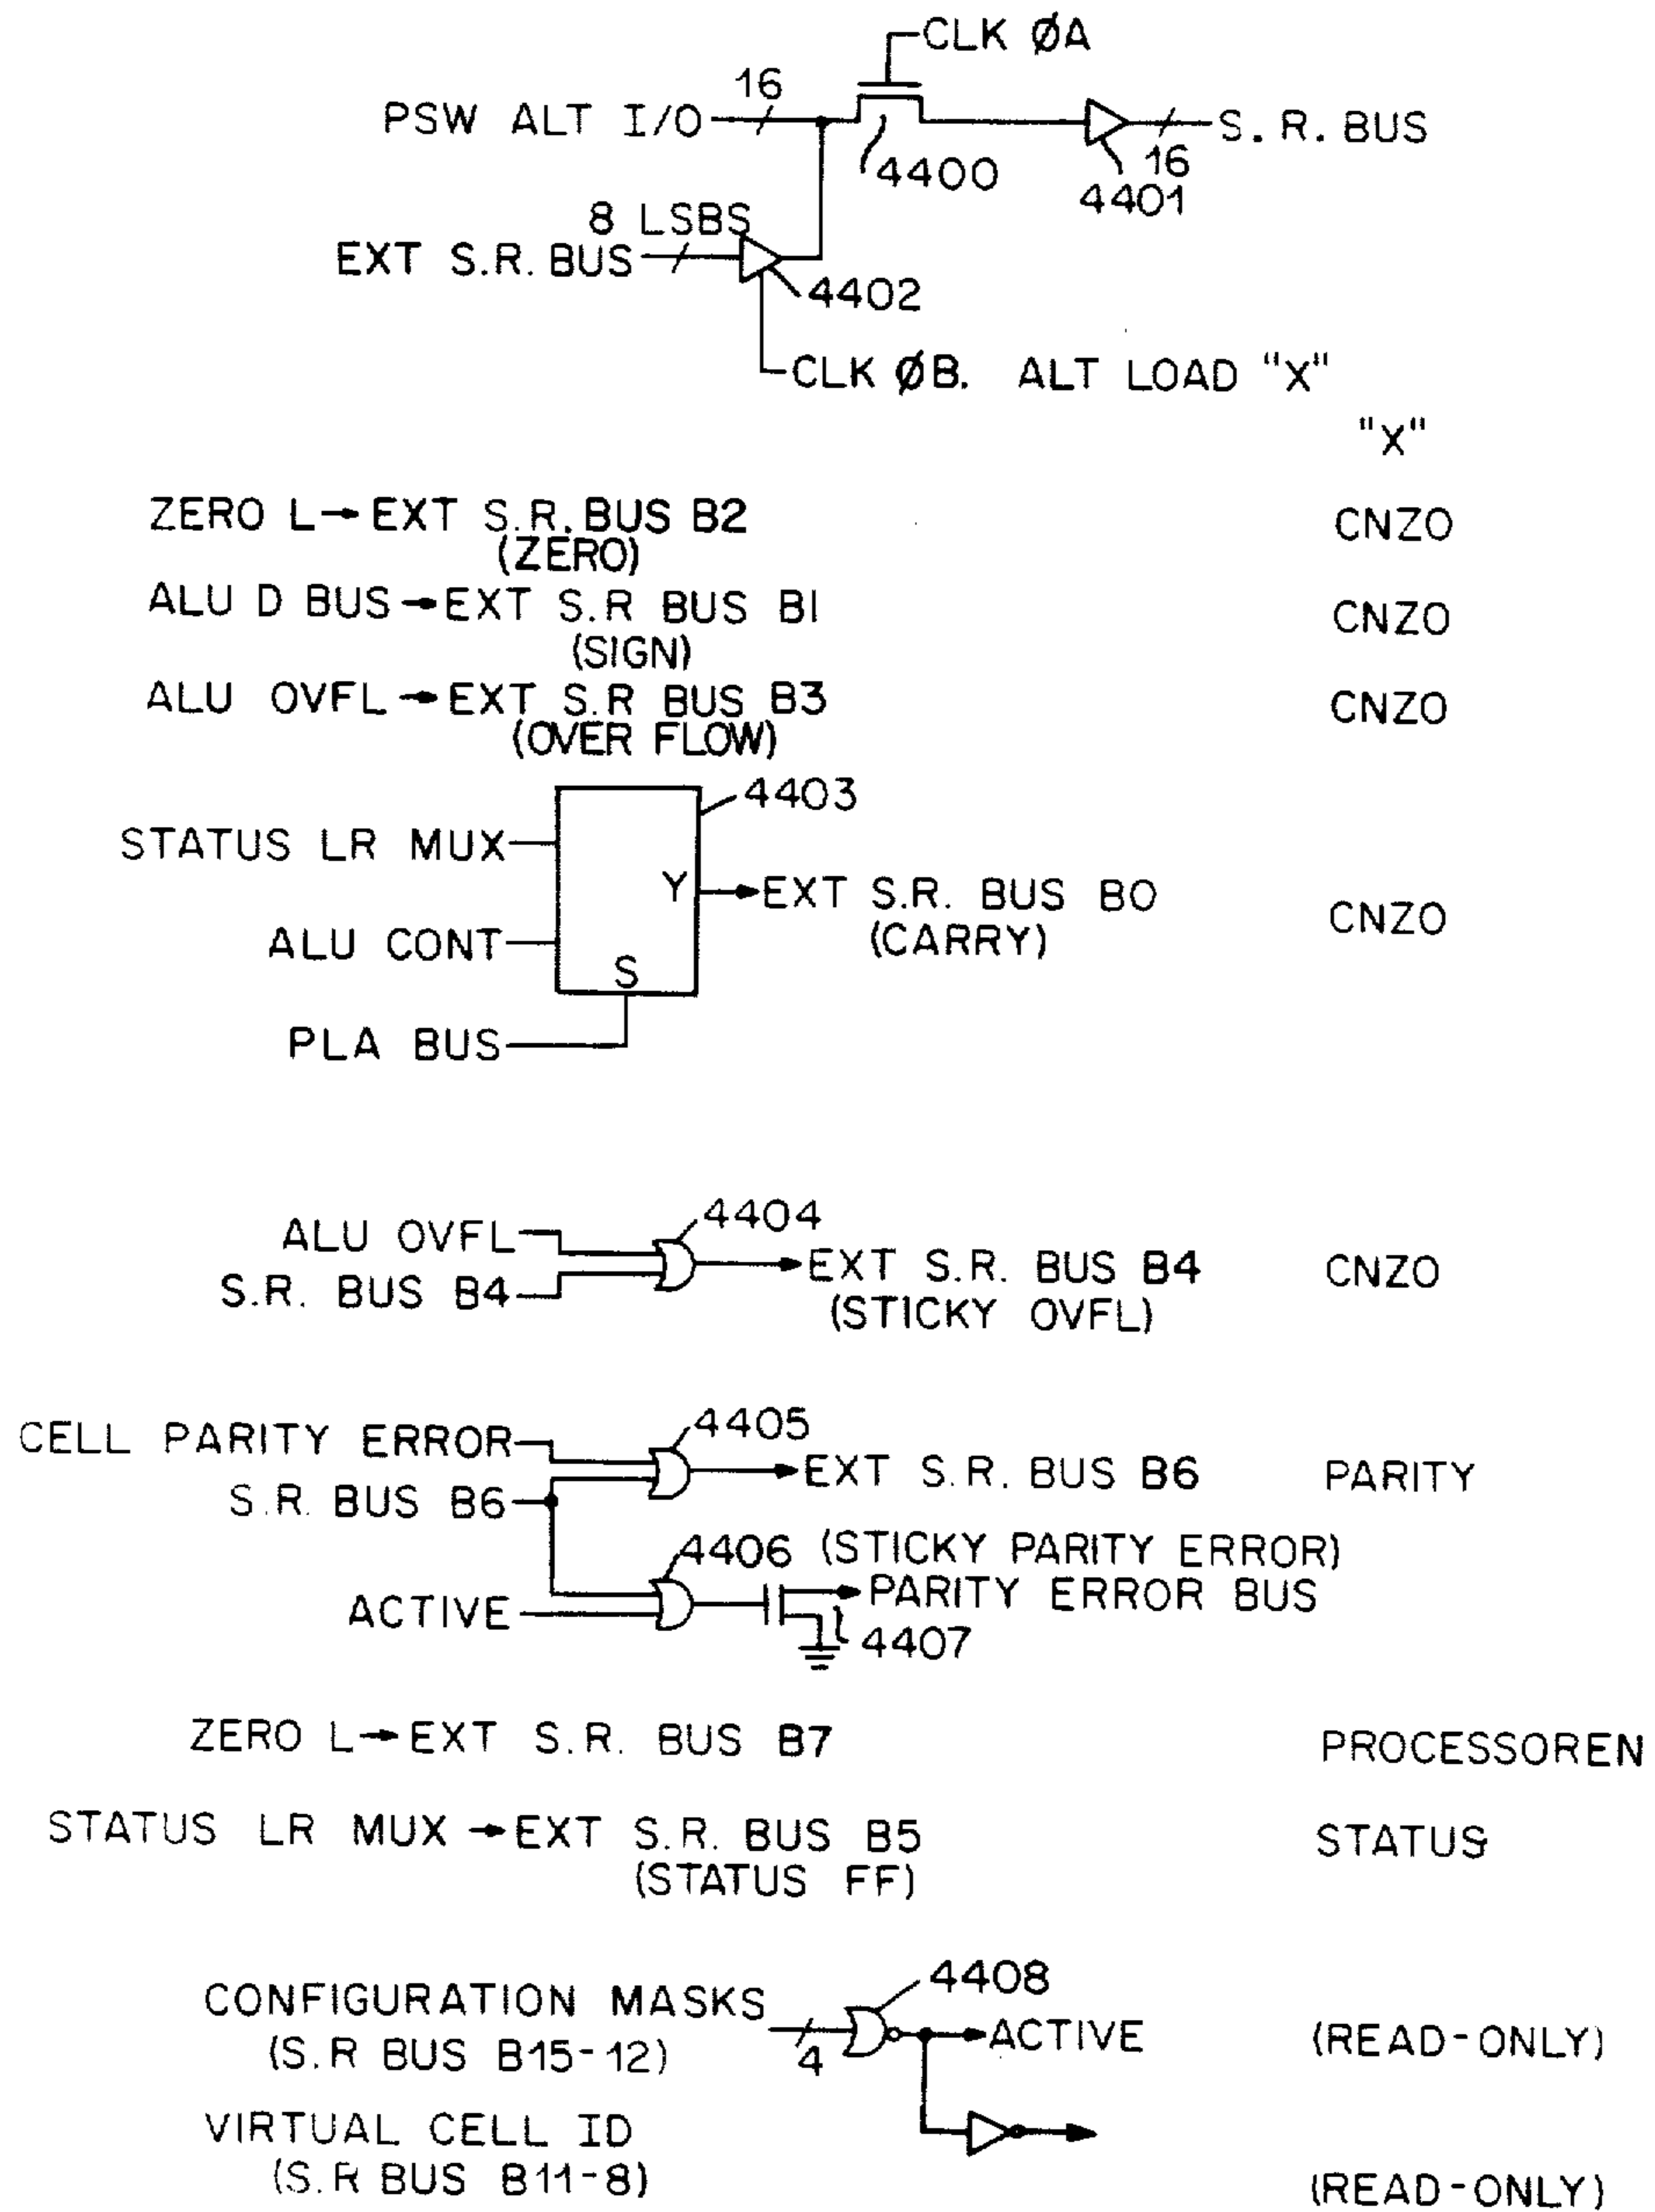 CLK ØA
16
PSW ALT I/O
S. R. BUS
4400
16
4401
8 LSBS
EXT S.R. BUS
4402
CLK ØB. ALT LOAD "X"
"X"
ZERO L → EXT S.R. BUS B2
CNZO
(ZERO)
ALU D BUS → EXT S.R BUS B1
CNZO
(SIGN)
ALU OVFL → EXT S.R BUS B3
CNZO
(OVER FLOW)
4403
STATUS LR MUX
Y
EXT S.R. BUS B0
CNZO
(CARRY)
ALU CONT
S
PLA BUS
4404
ALU OVFL
EXT S.R. BUS B4
CNZO
S.R. BUS B4
(STICKY OVFL)
4405
CELL PARITY ERROR
EXT S.R. BUS B6
PARITY
S.R. BUS B6
4406
(STICKY PARITY ERROR)
PARITY ERROR BUS
ACTIVE
4407
ZERO L → EXT S.R. BUS B7
PROCESSOREN
STATUS LR MUX → EXT S.R. BUS B5
STATUS
(STATUS FF)
4408
CONFIGURATION MASKS
(S.R BUS B15-12)
4
ACTIVE
(READ-ONLY)
VIRTUAL CELL ID
(S.R BUS B11-8)
(READ-ONLY)